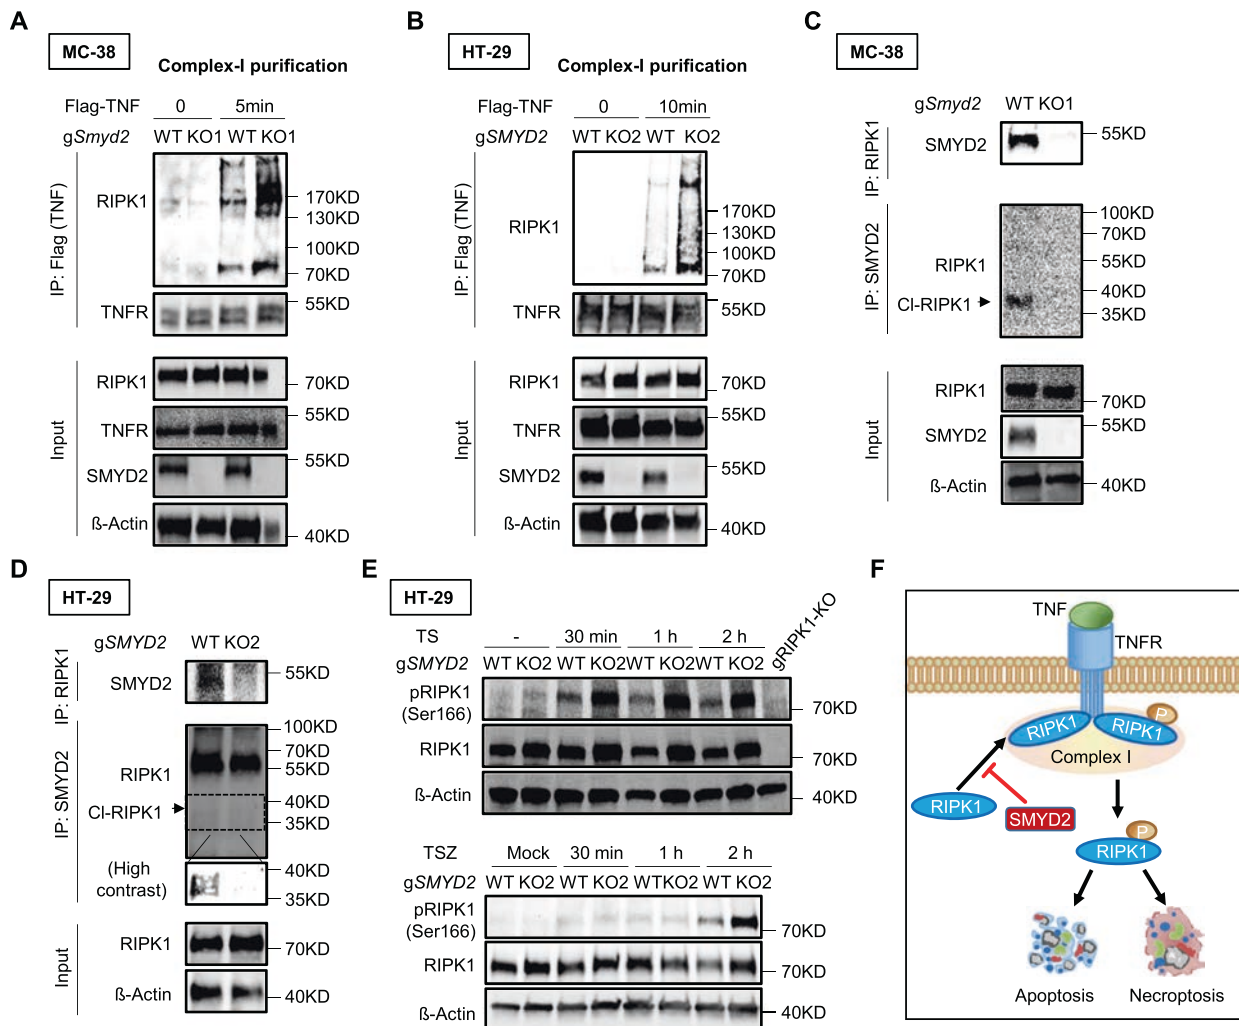 A
MC-38
Complex-I purification
Flag-TNF 0 5min
gSmyd2 WT KO1 WT KO1
IP: Flag (TNF)
RIPK1
170KD
130KD
100KD
70KD
TNFR
55KD
Input
RIPK1
70KD
TNFR
55KD
SMYD2
55KD
ß-Actin
40KD
B
HT-29
Complex-I purification
Flag-TNF 0 10min
gSMYD2 WT KO2 WT KO2
IP: Flag (TNF)
RIPK1
170KD
130KD
100KD
70KD
TNFR
55KD
Input
RIPK1
70KD
TNFR
55KD
SMYD2
55KD
ß-Actin
40KD
C
MC-38
gSmyd2 WT KO1
IP: RIPK1
SMYD2
55KD
IP: SMYD2
100KD
70KD
RIPK1
55KD
Cl-RIPK1
40KD
35KD
Input
RIPK1
70KD
SMYD2
55KD
ß-Actin
40KD
D
HT-29
gSMYD2 WT KO2
IP: RIPK1
SMYD2
55KD
IP: SMYD2
100KD
RIPK1
70KD
55KD
Cl-RIPK1
40KD
35KD
(High
contrast)
40KD
35KD
Input
RIPK1
70KD
ß-Actin
40KD
E
HT-29
TS - 30 min 1 h 2 h
gRIPK1-KO
gSMYD2 WT KO2 WT KO2 WT KO2 WT KO2
pRIPK1
(Ser166)
70KD
RIPK1
70KD
ß-Actin
40KD
TSZ Mock 30 min 1 h 2 h
gSMYD2 WT KO2 WT KO2 WTKO2 WT KO2
pRIPK1
(Ser166)
70KD
RIPK1
70KD
ß-Actin
40KD
F
TNF
TNFR
P
RIPK1 RIPK1
Complex I
RIPK1
SMYD2
P
RIPK1
Apoptosis Necroptosis